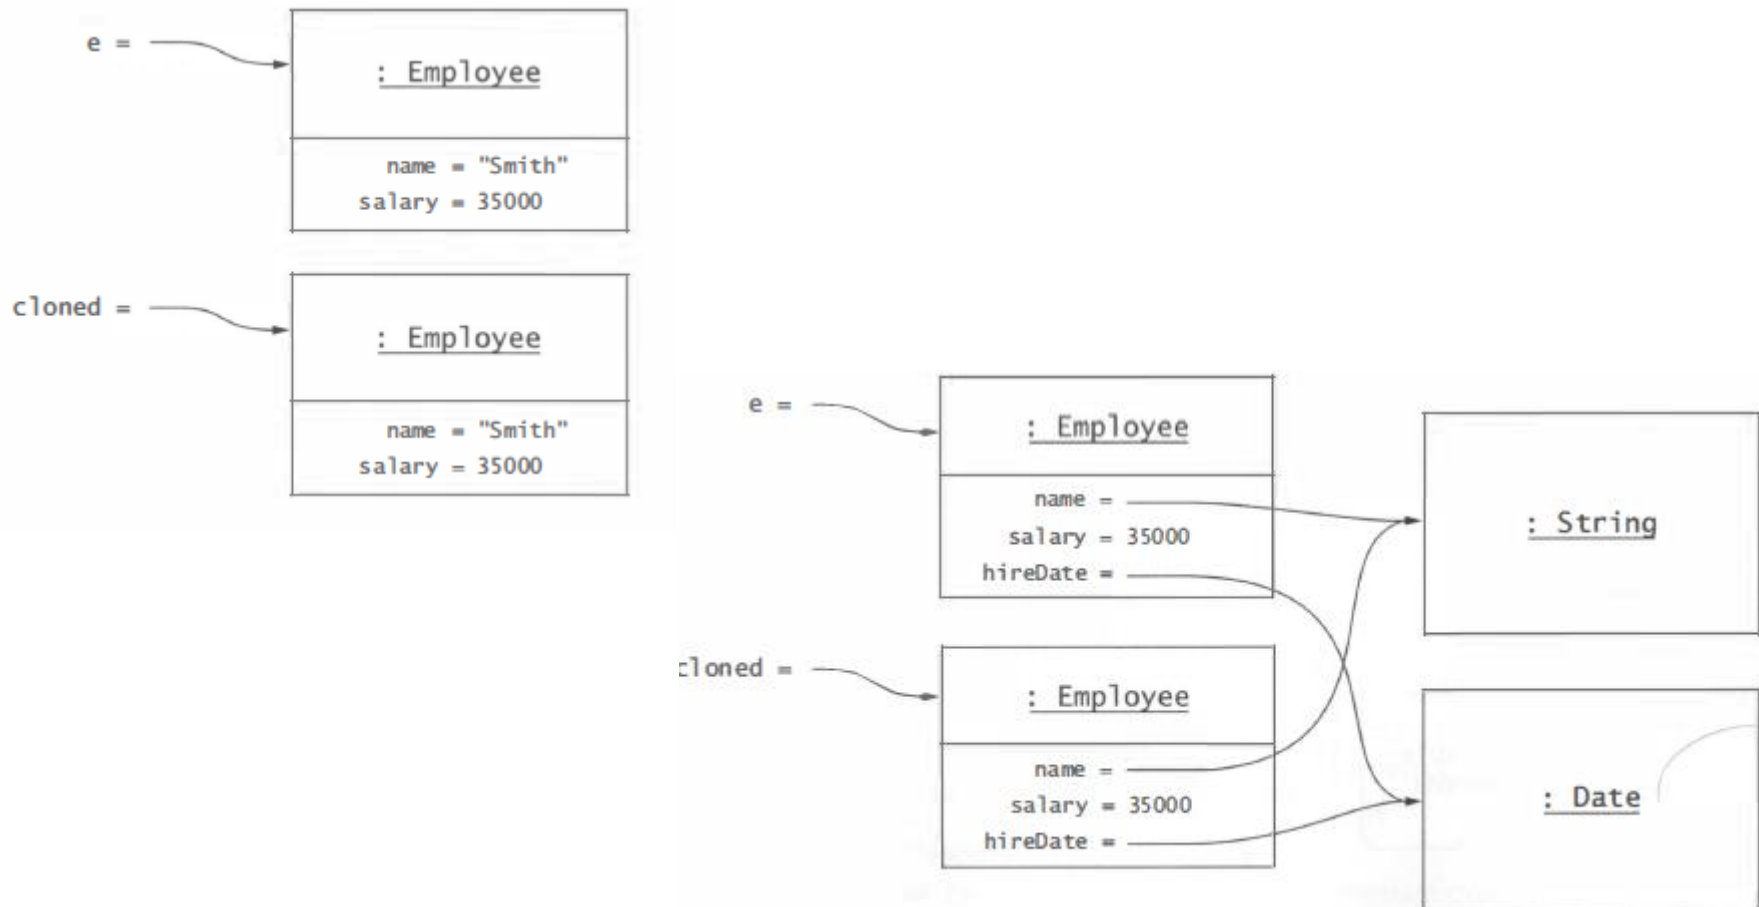 e =
: Employee
name = "Smith"
salary = 35000
cloned =
: Employee
name = "Smith"
salary = 35000
e =
: Employee
name =
salary = 35000
hireDate =
: String
cloned =
: Employee
name =
salary = 35000
hireDate =
: Date